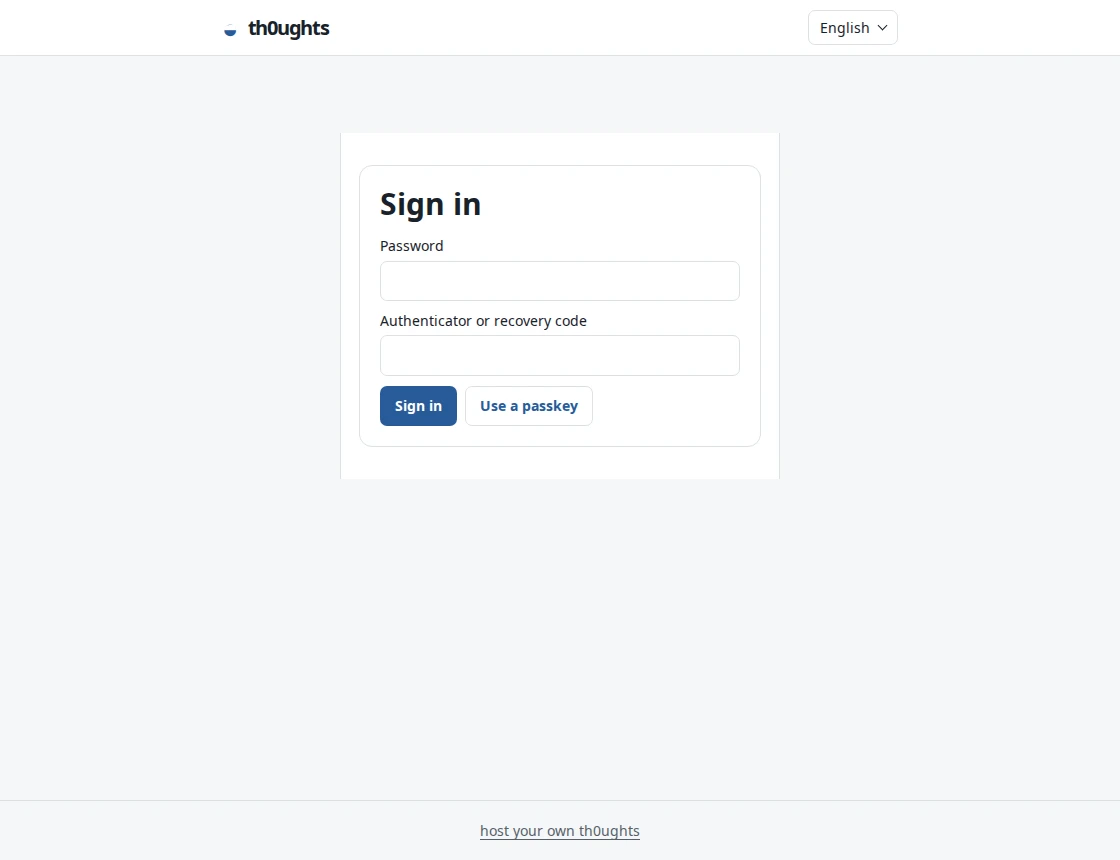 th0ughts
English
Sign in
Password
Authenticator or recovery code
Sign in
Use a passkey
host your own th0ughts